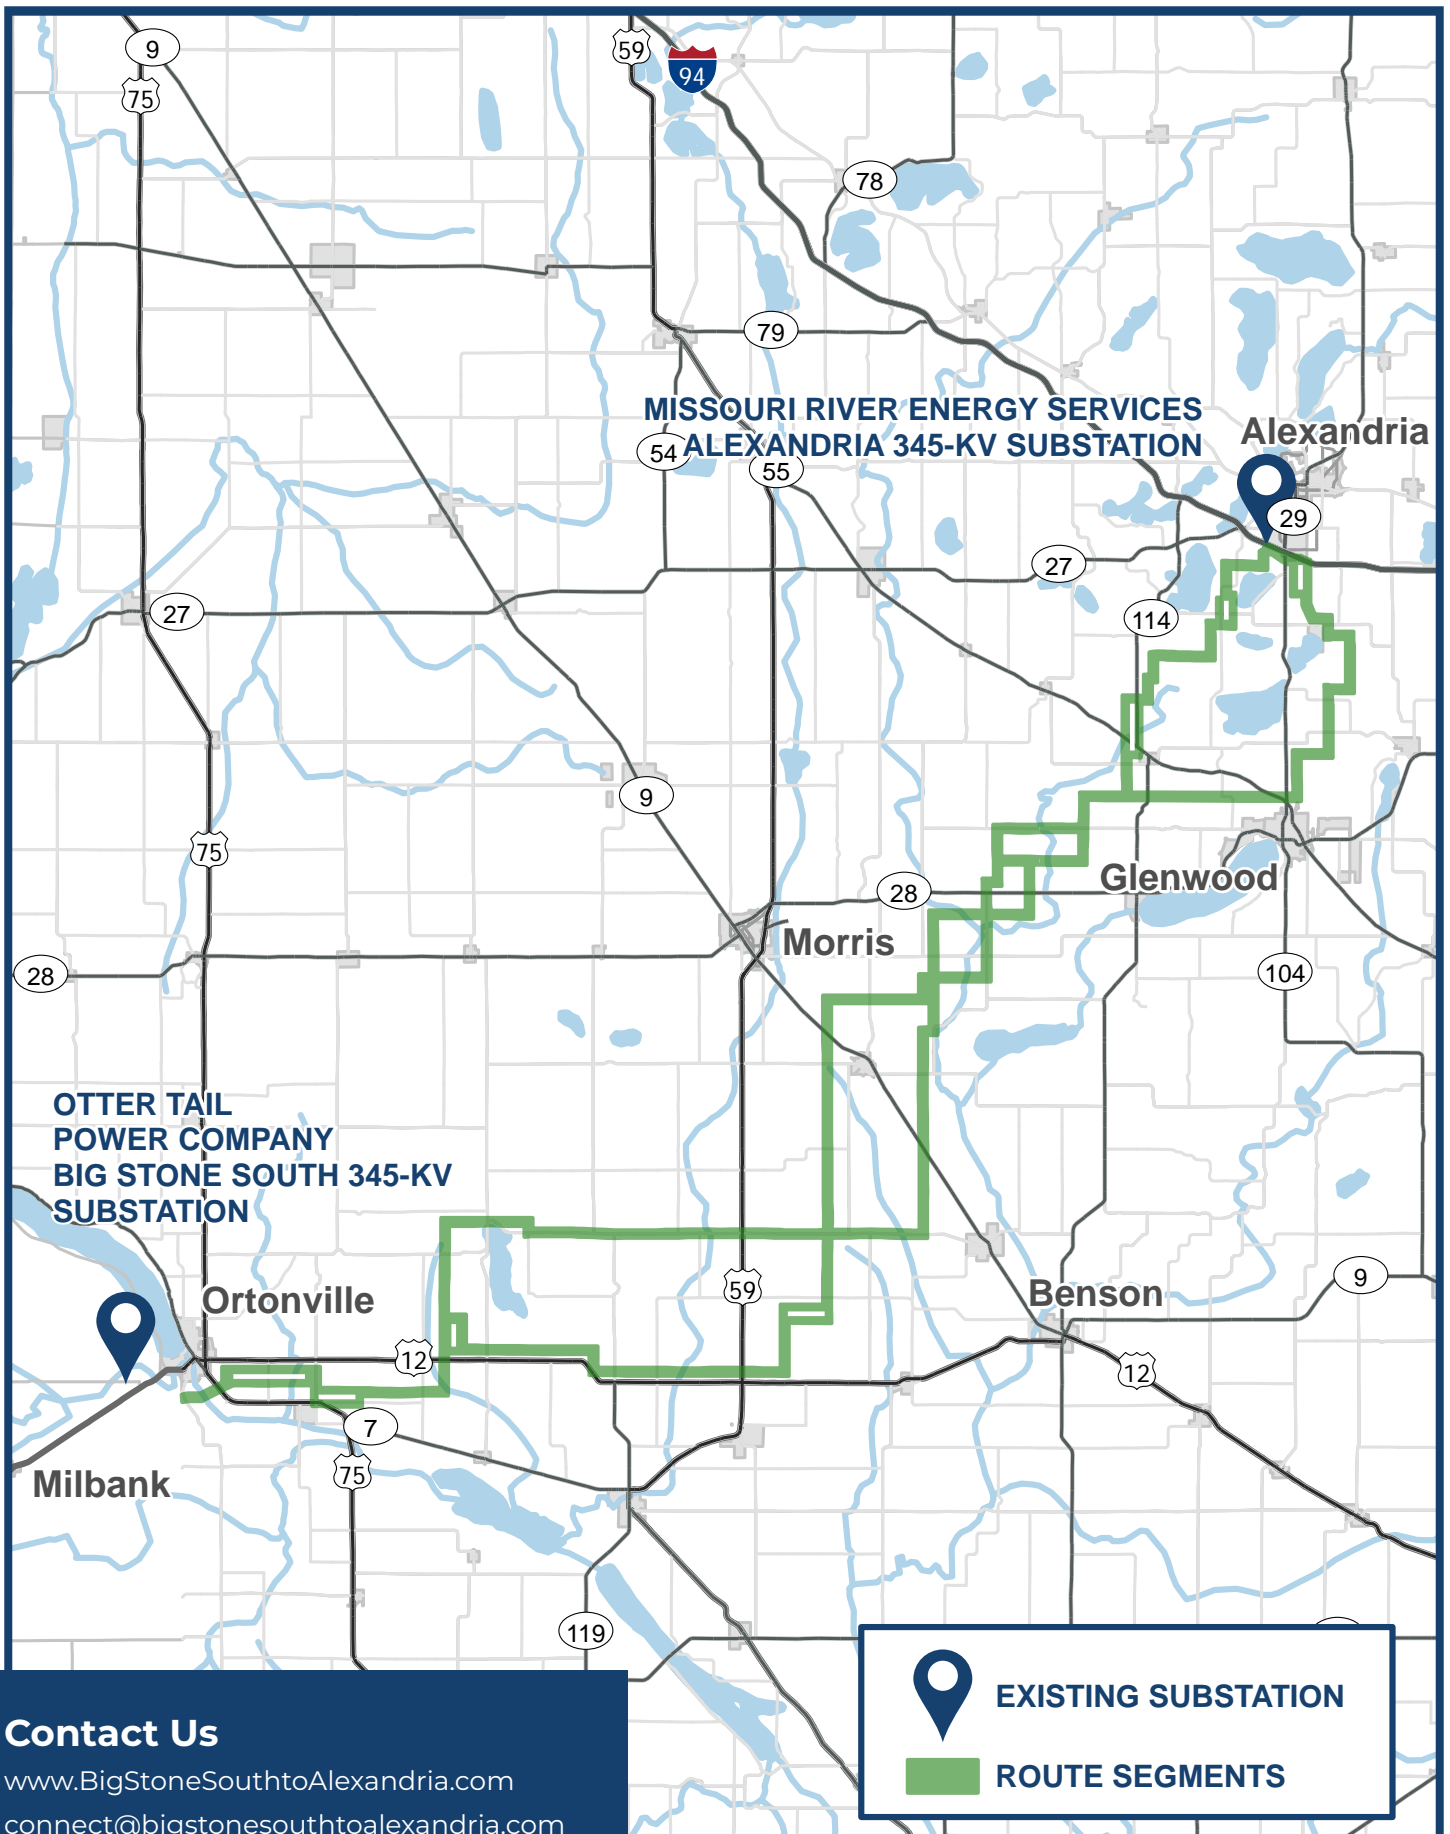 9
59
94
75
78
79
MISSOURI RIVER ENERGY SERVICES
ALEXANDRIA 345-KV SUBSTATION
Alexandria
54
55
29
27
114
27
9
75
28
Glenwood
Morris
28
104
OTTER TAIL
POWER COMPANY
BIG STONE SOUTH 345-KV
SUBSTATION
Ortonville
59
Benson
9
12
12
7
75
Milbank
119
EXISTING SUBSTATION
ROUTE SEGMENTS
Contact Us
www.BigStoneSouthtoAlexandria.com
connect@bigstonesouthtoalexandria.com